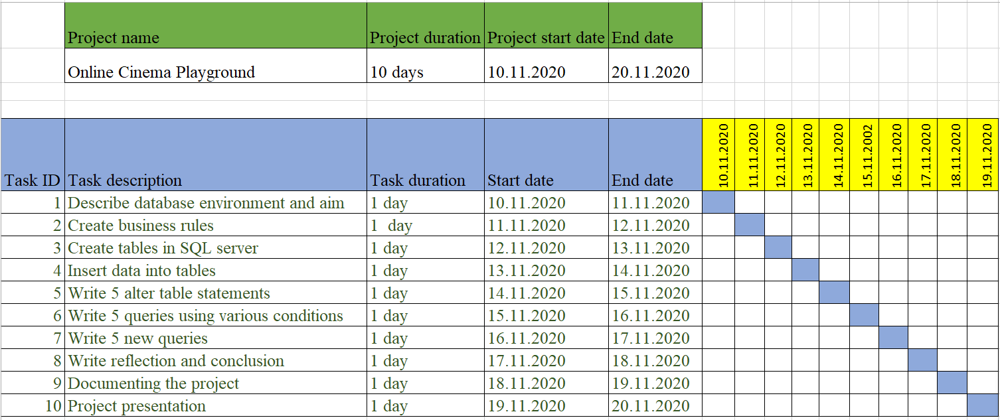 Project name Project duration Project start date End date
Online Cinema Playground 10 days 10.11.2020 20.11.2020
Task ID Task description Task duration Start date End date 10.11.2020 11.11.2020 12.11.2020 13.11.2020 14.11.2020 15.11.2002 16.11.2020 17.11.2020 18.11.2020 19.11.2020
1 Describe database environment and aim 1 day 10.11.2020 11.11.2020
2 Create business rules 1 day 11.11.2020 12.11.2020
3 Create tables in SQL server 1 day 12.11.2020 13.11.2020
4 Insert data into tables 1 day 13.11.2020 14.11.2020
5 Write 5 alter table statements 1 day 14.11.2020 15.11.2020
6 Write 5 queries using various conditions 1 day 15.11.2020 16.11.2020
7 Write 5 new queries 1 day 16.11.2020 17.11.2020
8 Write reflection and conclusion 1 day 17.11.2020 18.11.2020
9 Documenting the project 1 day 18.11.2020 19.11.2020
10 Project presentation 1 day 19.11.2020 20.11.2020